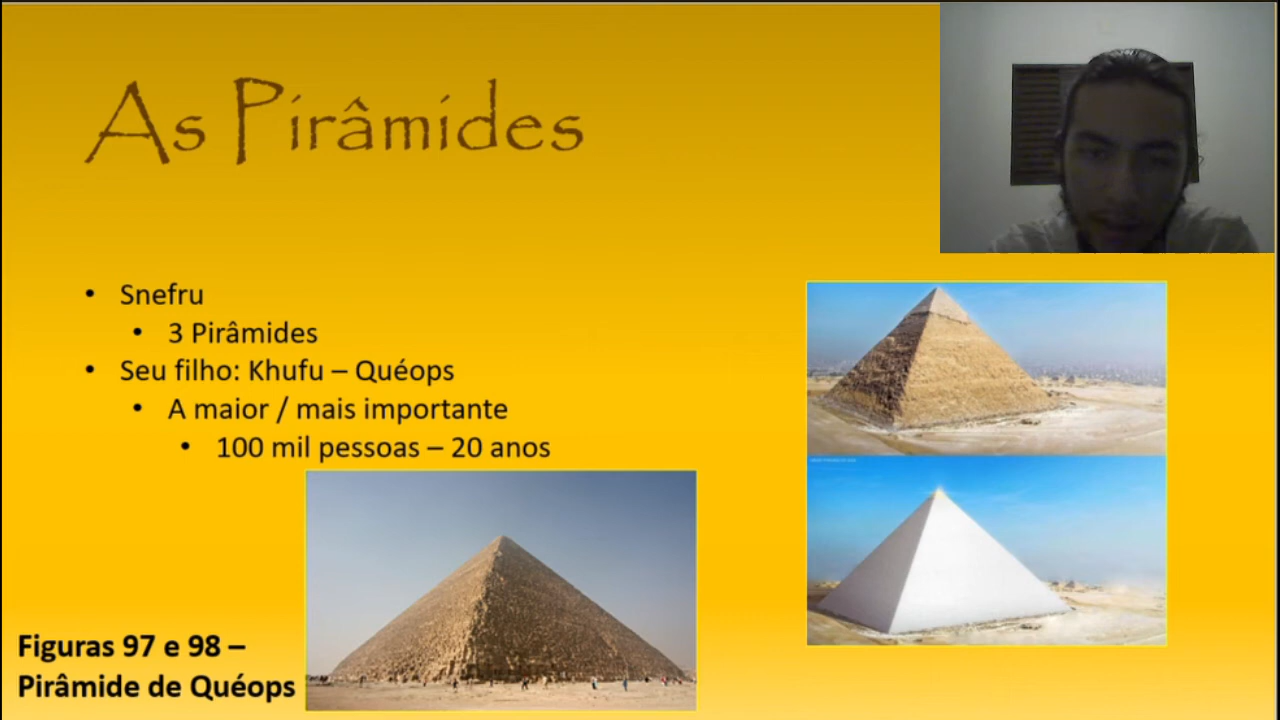 As Pirâmides
• Snefru
• 3 Pirâmides
• Seu filho: Khufu – Quéops
• A maior / mais importante
• 100 mil pessoas – 20 anos
Figuras 97 e 98 –
Pirâmide de Quéops